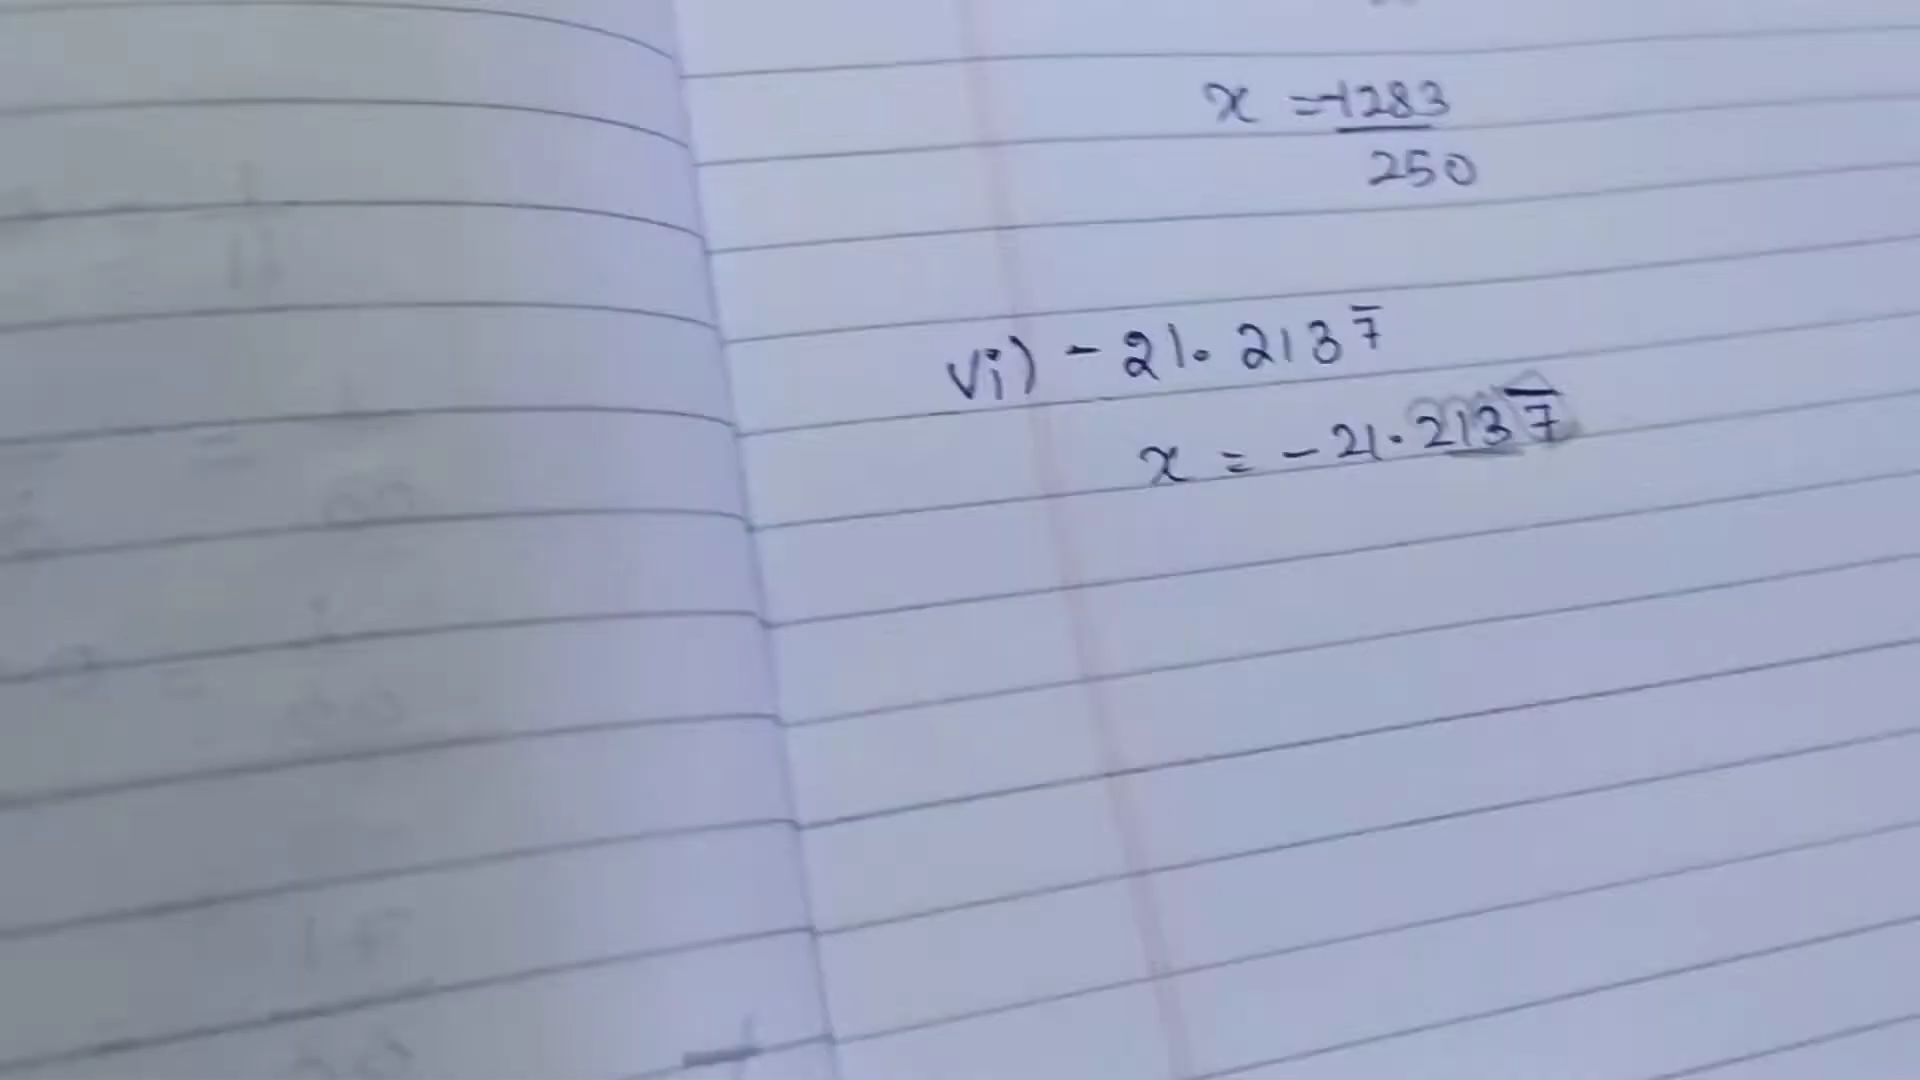 x = -1283
250
vi) - 21. 2137̅
x = - 21. 2137̅